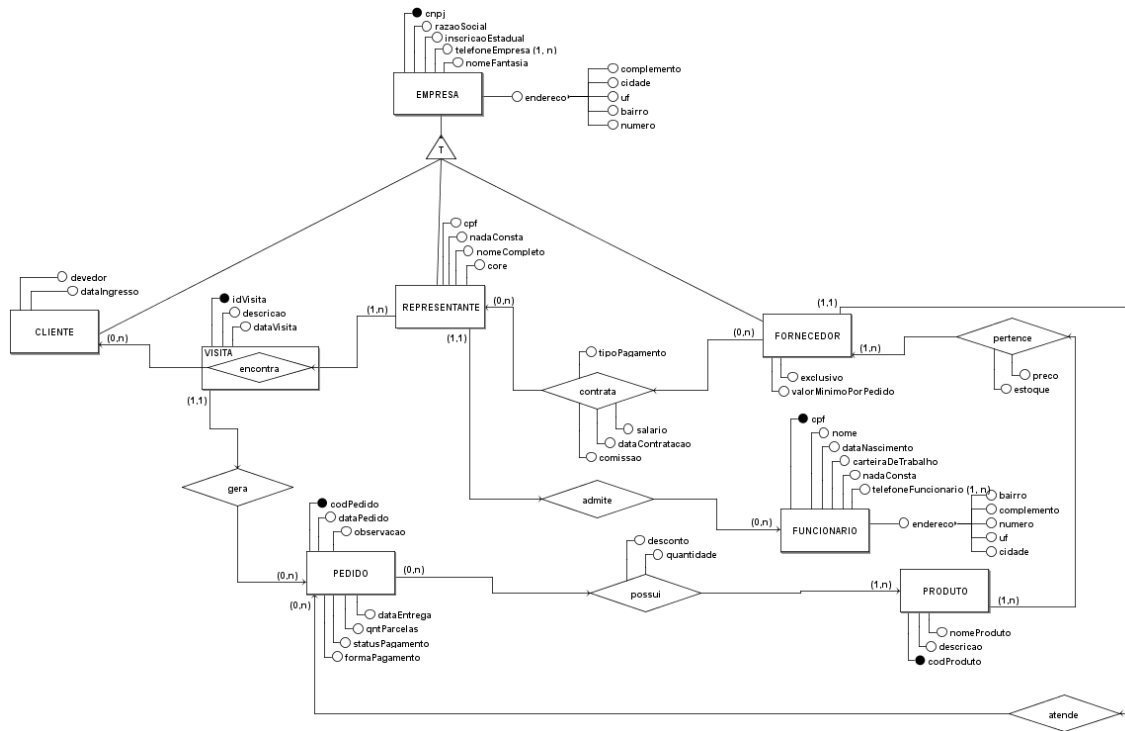 cnpj
razaoSocial
inscricaoEstadual
telefoneEmpresa (1, n)
nomeFantasia
EMPRESA
endereco
complemento
cidade
uf
bairro
numero
T
cpf
nadaConsta
nomeCompleto
core
devedor
dataIngresso
CLIENTE
(0,n)
idVisita
descricao
dataVisita
VISITA
encontra
(1,1)
(1,n)
REPRESENTANTE
(0,n)
(1,1)
tipoPagamento
contrata
salario
dataContratacao
comissao
(0,n)
(1,1)
FORNECEDOR
(1,n)
exclusivo
valorMinimoPorPedido
pertence
preco
estoque
cpf
nome
dataNascimento
carteiraDeTrabalho
nadaConsta
telefoneFuncionario (1, n)
FUNCIONARIO
endereco
bairro
complemento
numero
uf
cidade
gera
admite
(0,n)
codPedido
dataPedido
observacao
PEDIDO
(0,n)
(0,n)
(0,n)
dataEntrega
qntParcelas
statusPagamento
formaPagamento
desconto
quantidade
possui
(1,n)
PRODUTO
(1,n)
nomeProduto
descricao
codProduto
atende